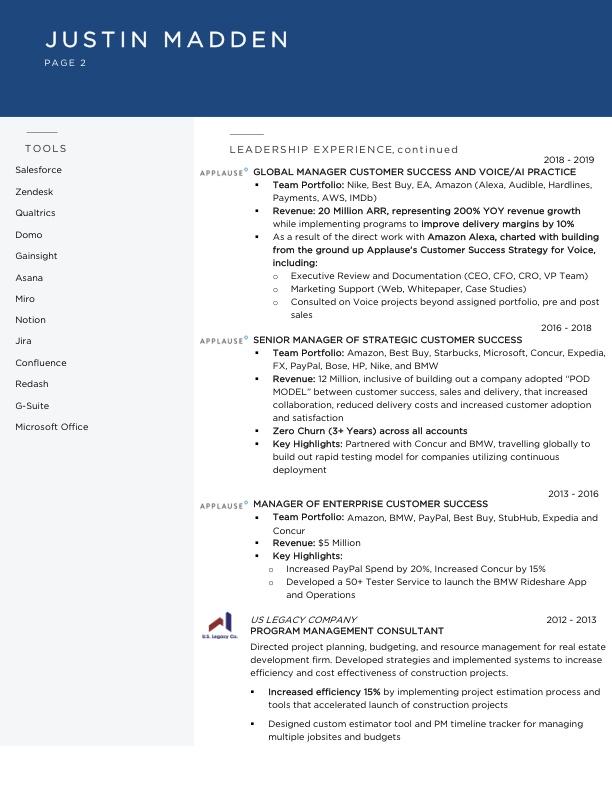 JUSTIN MADDEN
PAGE 2
TOOLS
Salesforce
Zendesk
Qualtrics
Domo
Gainsight
Asana
Miro
Notion
Jira
Confluence
Redash
G-Suite
Microsoft Office
LEADERSHIP EXPERIENCE, continued
2018 - 2019
APPLAUSE GLOBAL MANAGER CUSTOMER SUCCESS AND VOICE/AI PRACTICE
▪ Team Portfolio: Nike, Best Buy, EA, Amazon (Alexa, Audible, Hardlines,
Payments, AWS, IMDb)
▪ Revenue: 20 Million ARR, representing 200% YOY revenue growth
while implementing programs to improve delivery margins by 10%
▪ As a result of the direct work with Amazon Alexa, charted with building
from the ground up Applause's Customer Success Strategy for Voice,
including:
o Executive Review and Documentation (CEO, CFO, CRO, VP Team)
o Marketing Support (Web, Whitepaper, Case Studies)
o Consulted on Voice projects beyond assigned portfolio, pre and post
sales
2016 - 2018
APPLAUSE SENIOR MANAGER OF STRATEGIC CUSTOMER SUCCESS
▪ Team Portfolio: Amazon, Best Buy, Starbucks, Microsoft, Concur, Expedia,
FX, PayPal, Bose, HP, Nike, and BMW
▪ Revenue: 12 Million, inclusive of building out a company adopted “POD
MODEL” between customer success, sales and delivery, that increased
collaboration, reduced delivery costs and increased customer adoption
and satisfaction
▪ Zero Churn (3+ Years) across all accounts
▪ Key Highlights: Partnered with Concur and BMW, travelling globally to
build out rapid testing model for companies utilizing continuous
deployment
2013 - 2016
APPLAUSE MANAGER OF ENTERPRISE CUSTOMER SUCCESS
▪ Team Portfolio: Amazon, BMW, PayPal, Best Buy, StubHub, Expedia and
Concur
▪ Revenue: $5 Million
▪ Key Highlights:
o Increased PayPal Spend by 20%, Increased Concur by 15%
o Developed a 50+ Tester Service to launch the BMW Rideshare App
and Operations
U.S. Legacy Co.
US LEGACY COMPANY 2012 - 2013
PROGRAM MANAGEMENT CONSULTANT
Directed project planning, budgeting, and resource management for real estate
development firm. Developed strategies and implemented systems to increase
efficiency and cost effectiveness of construction projects.
▪ Increased efficiency 15% by implementing project estimation process and
tools that accelerated launch of construction projects
▪ Designed custom estimator tool and PM timeline tracker for managing
multiple jobsites and budgets